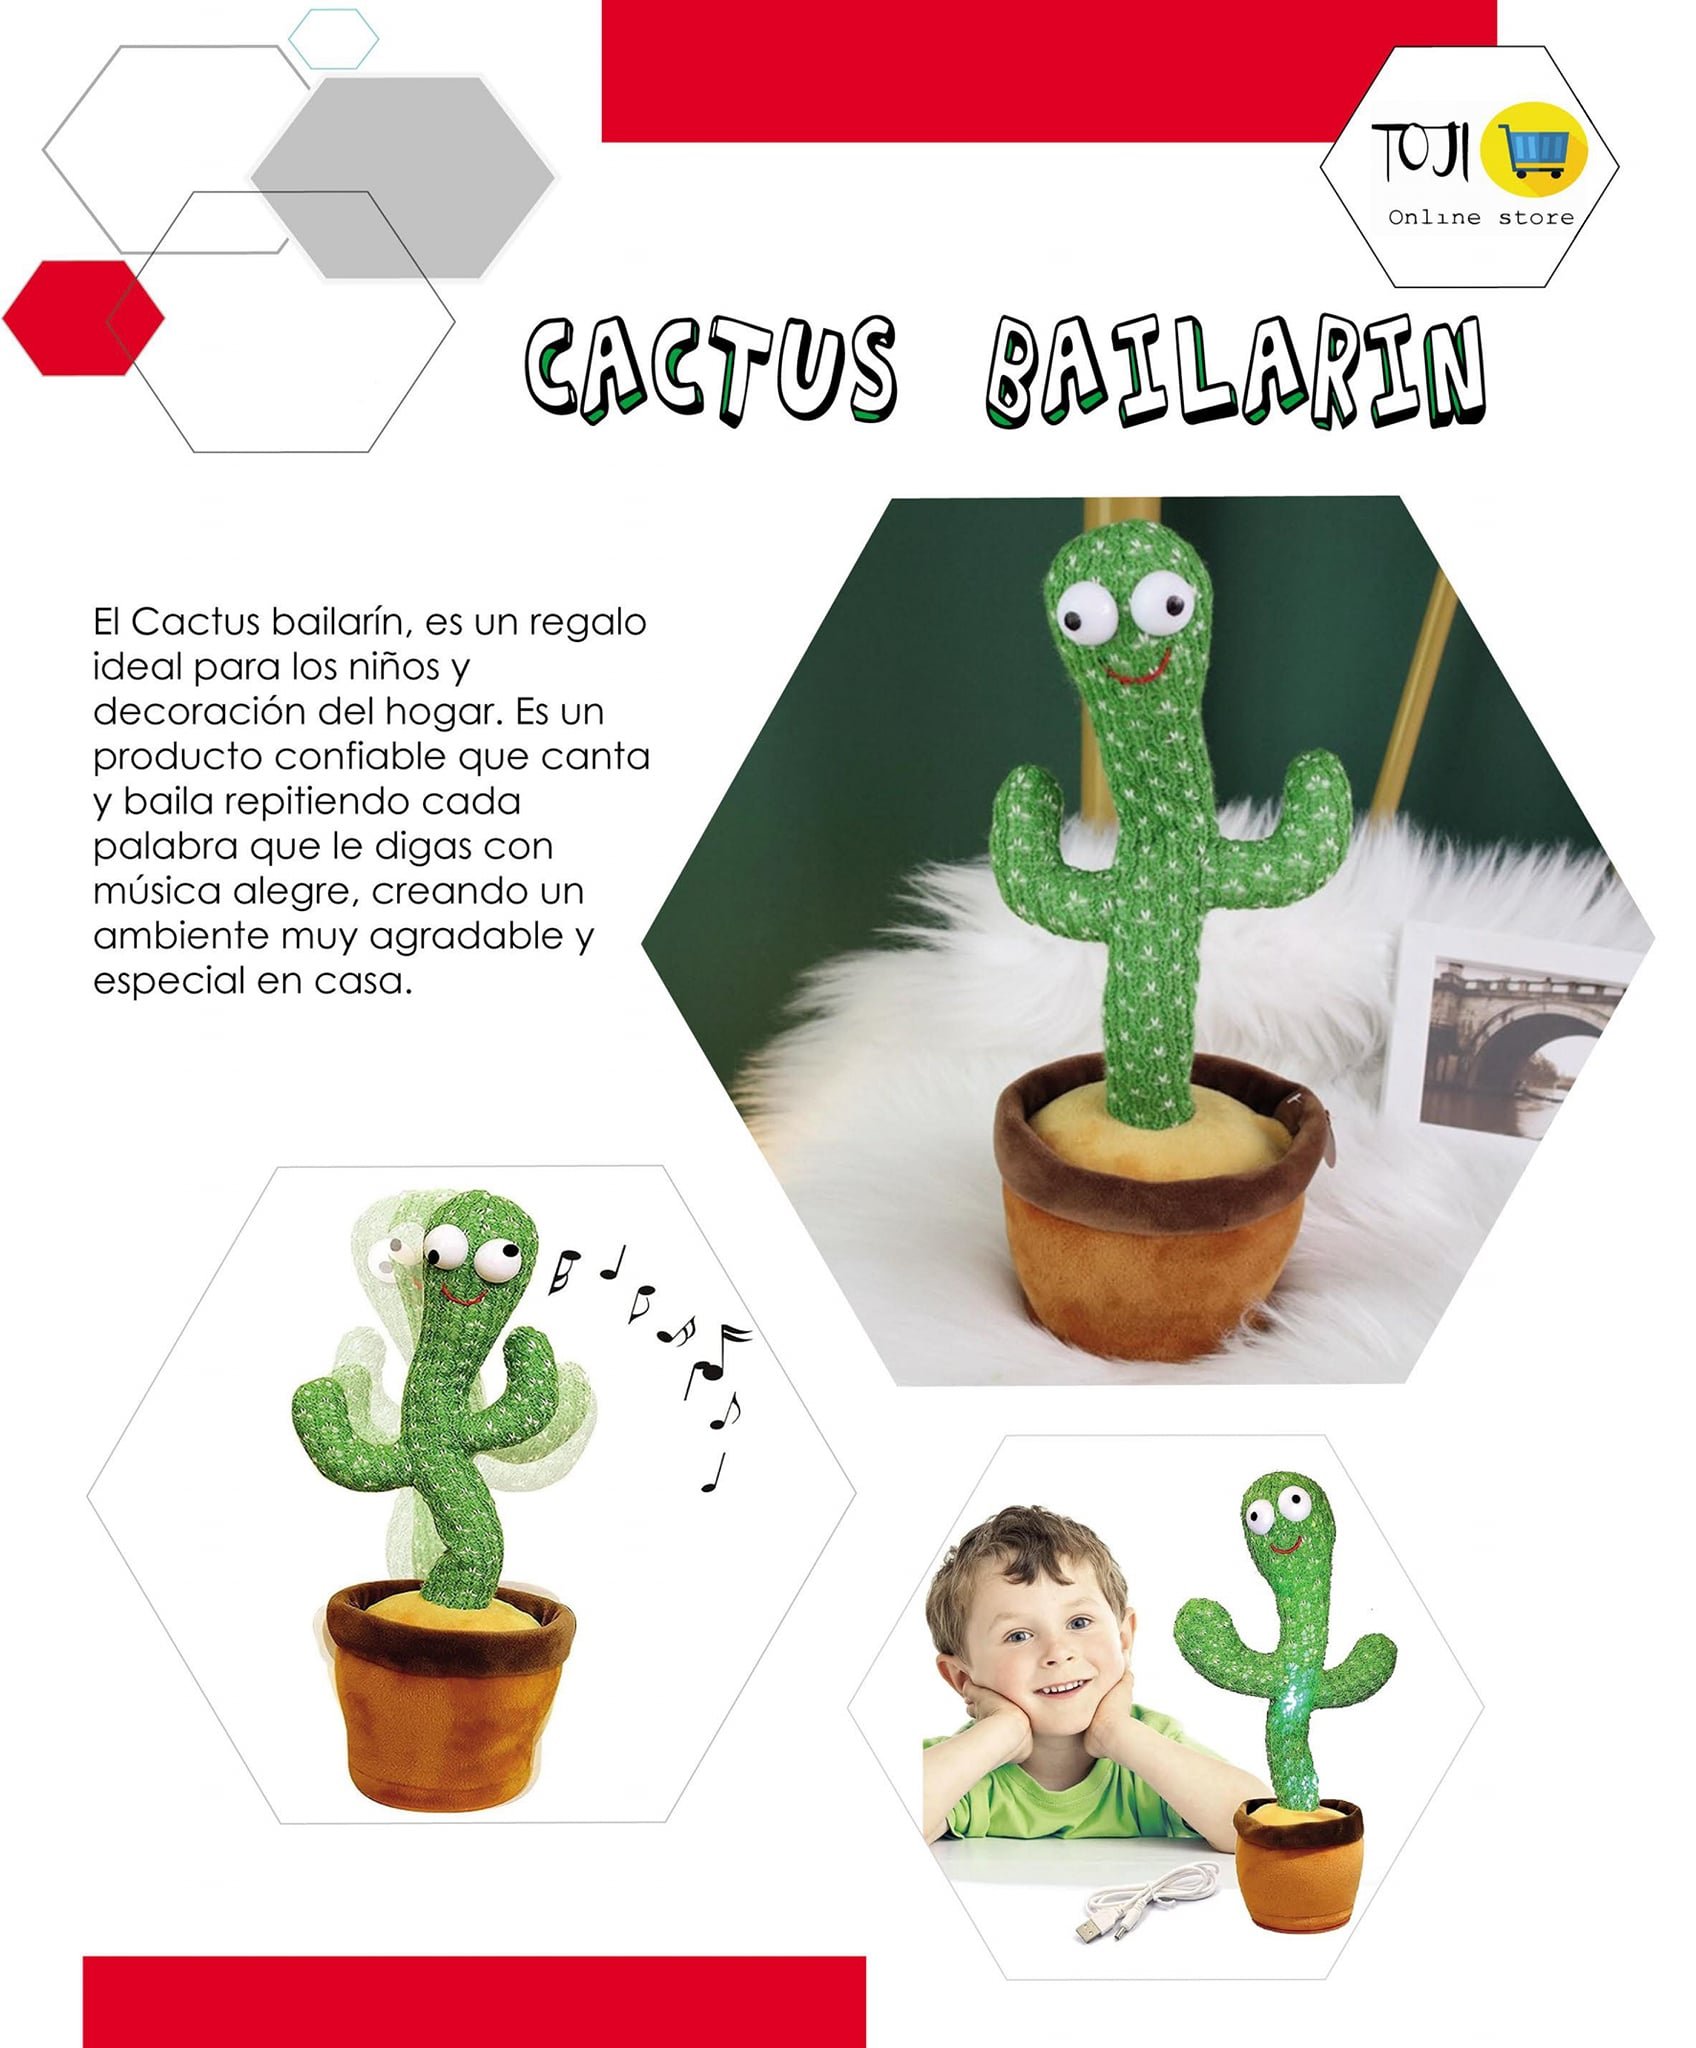 TOJI
Online store
CACTUS BAILARIN
El Cactus bailarín, es un regalo
ideal para los niños y
decoración del hogar. Es un
producto confiable que canta
y baila repitiendo cada
palabra que le digas con
música alegre, creando un
ambiente muy agradable y
especial en casa.